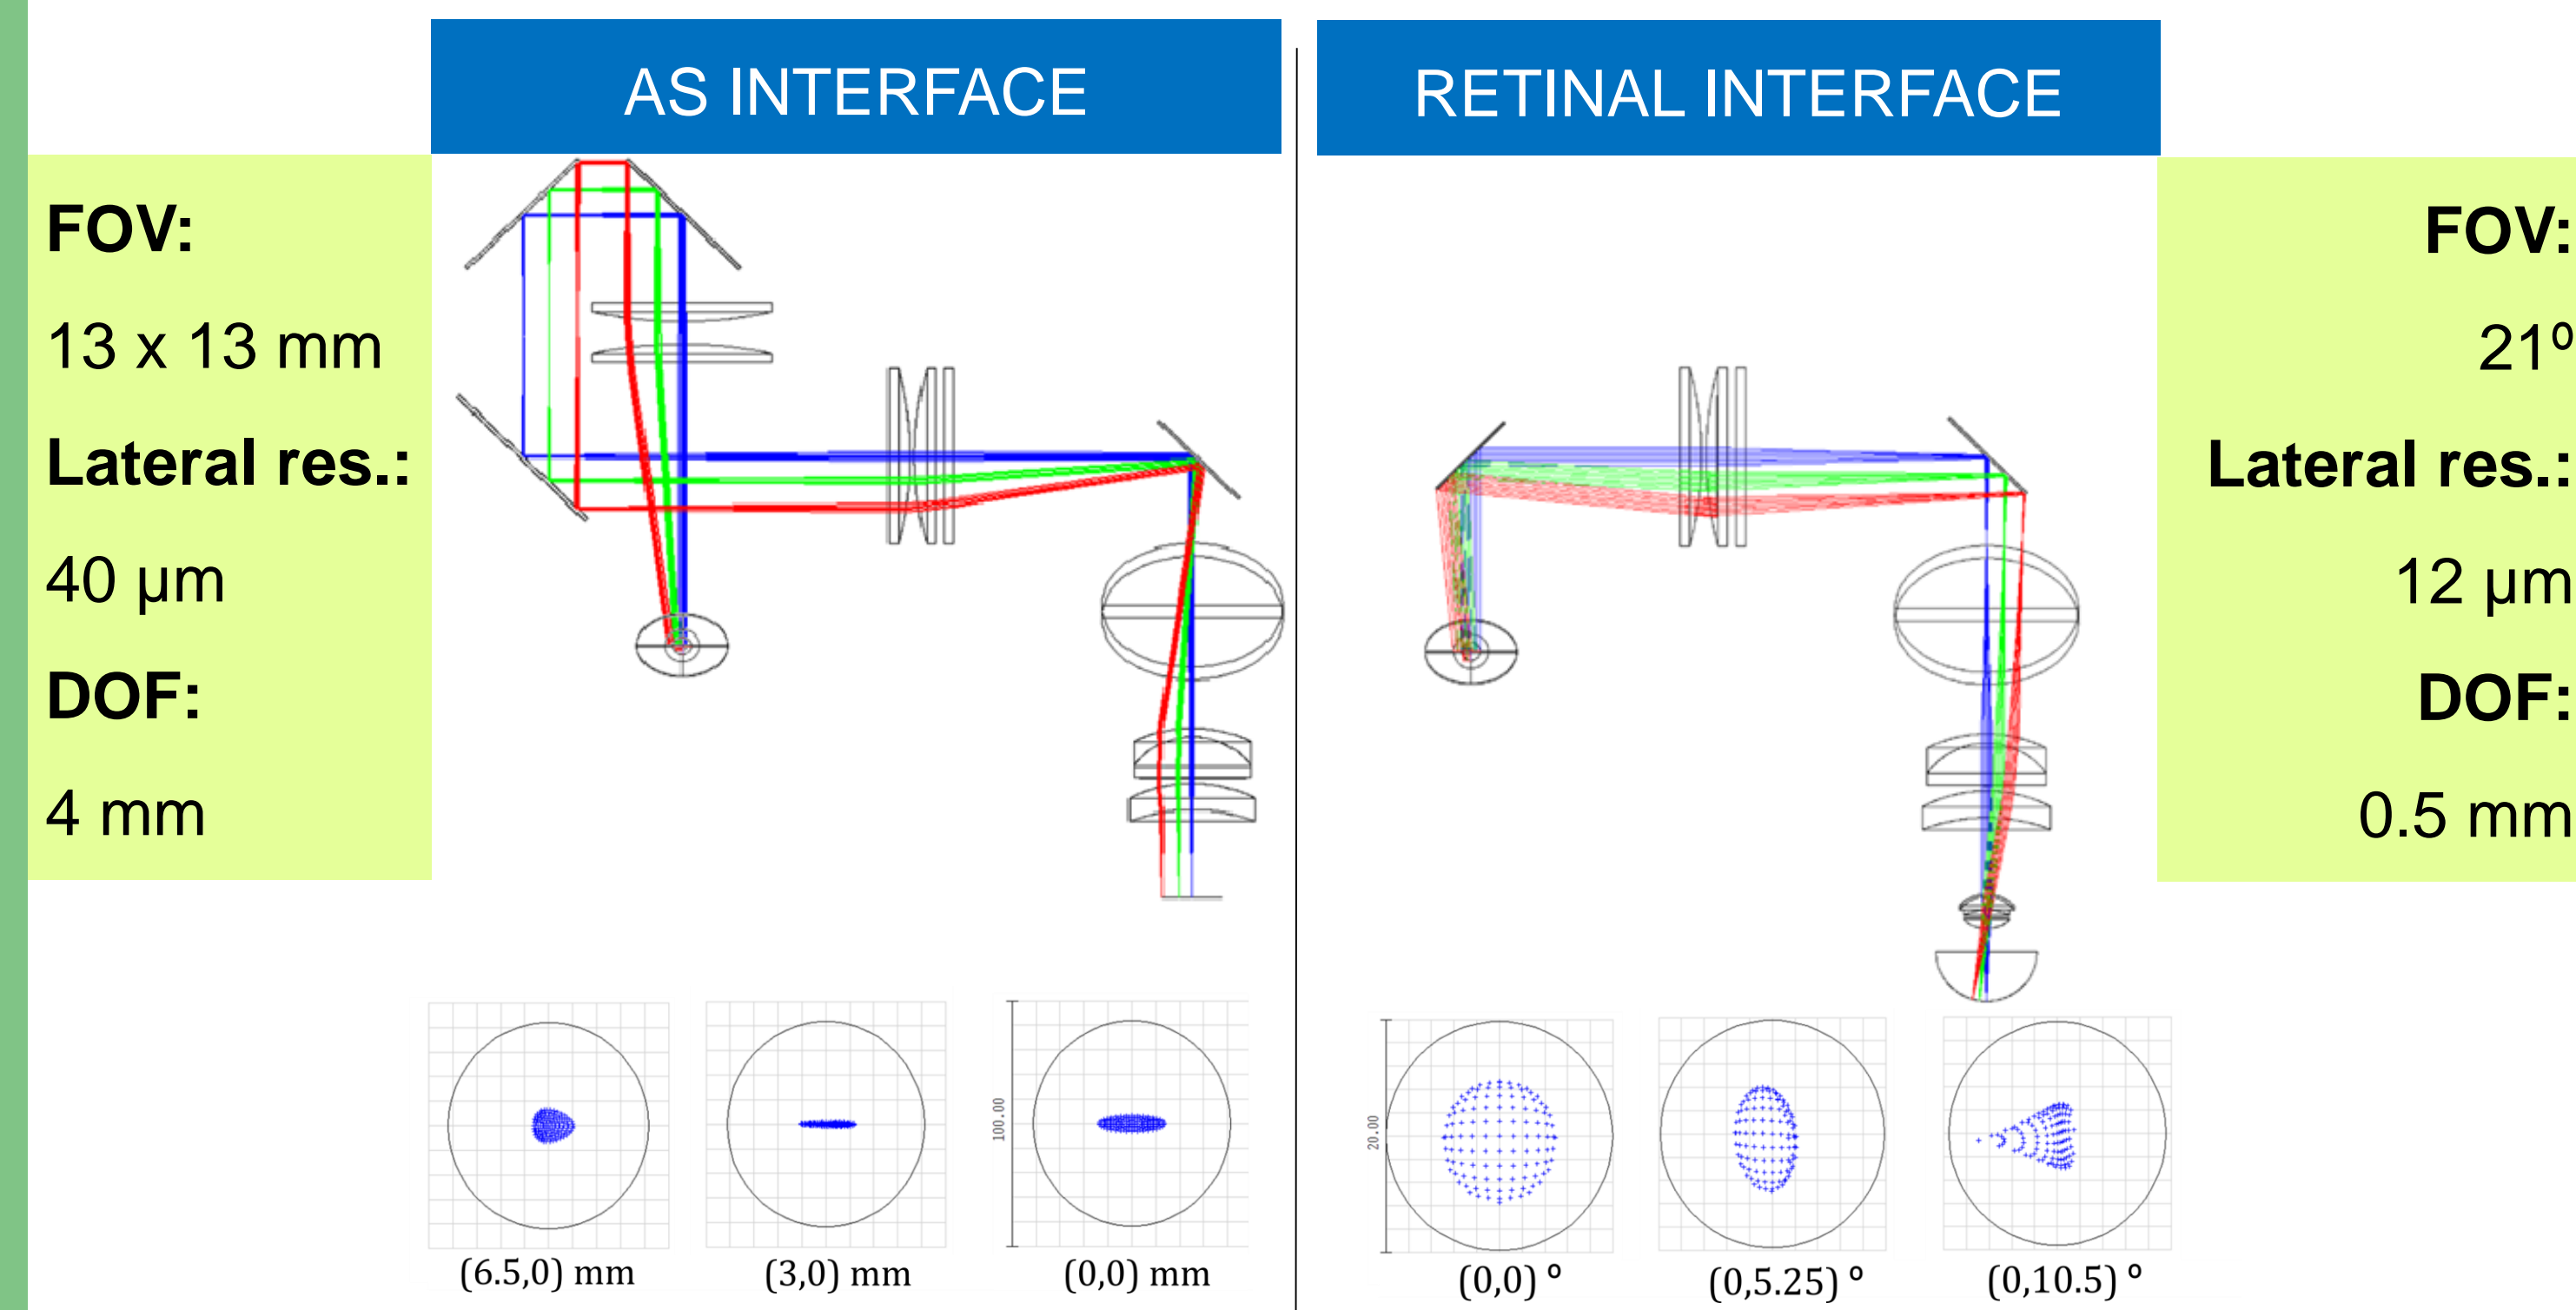 AS INTERFACE
FOV:
13 x 13 mm
Lateral res.:
40 µm
DOF:
4 mm
100.00
(6.5,0) mm
(3,0) mm
(0,0) mm
RETINAL INTERFACE
FOV:
21º
Lateral res.:
12 µm
DOF:
0.5 mm
20.00
(0,0) º
(0,5.25) º
(0,10.5) º